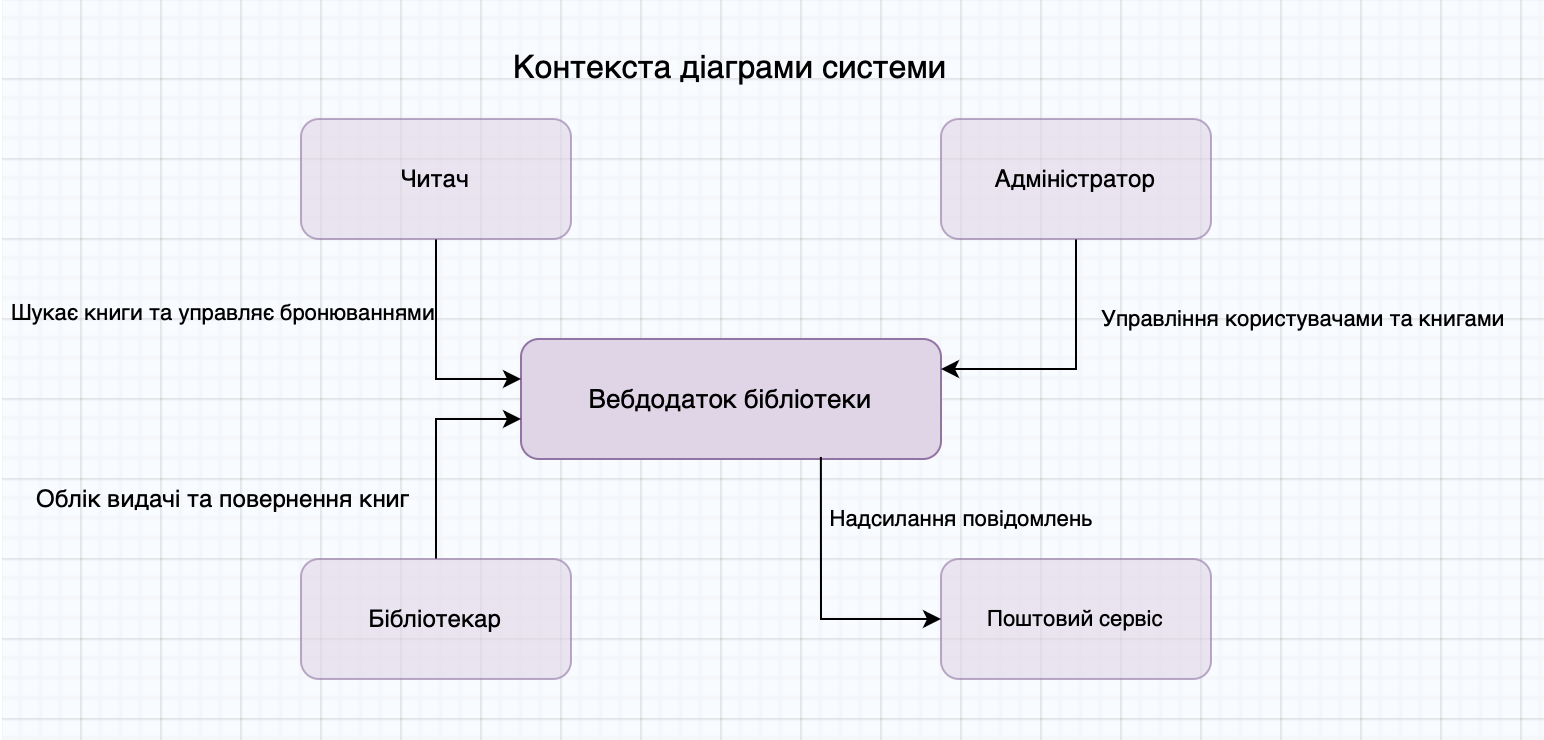 Контекста діаграми системи
Читач
Адміністратор
Шукає книги та управляє бронюваннями
Управління користувачами та книгами
Вебдодаток бібліотеки
Облік видачі та повернення книг
Надсилання повідомлень
Бібліотекар
Поштовий сервіс